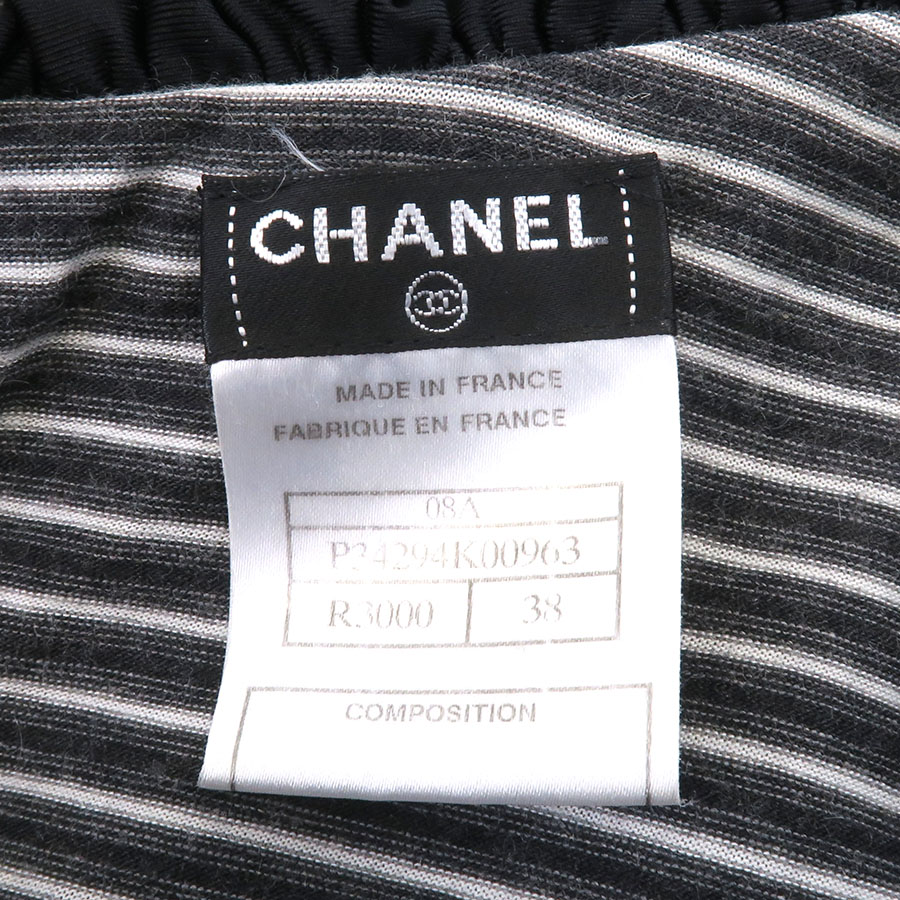 CHANEL
MADE IN FRANCE
FABRIQUE EN FRANCE
08A
P34294K00963
R3000 38
COMPOSITION